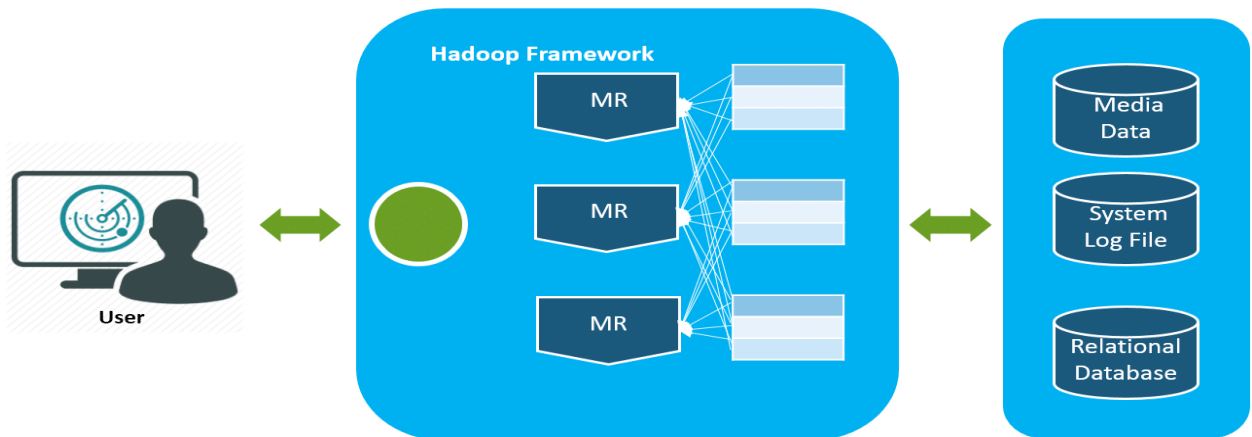 Hadoop Framework
MR
MR
MR
User
Media
Data
System
Log File
Relational
Database